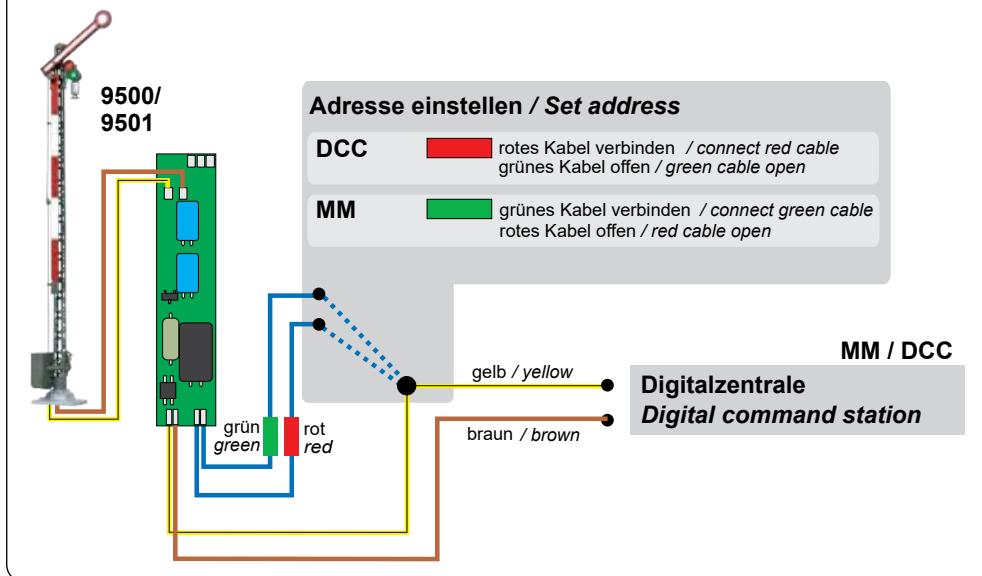 9500/
9501
Adresse einstellen / Set address
DCC
rotes Kabel verbinden / connect red cable
grünes Kabel offen / green cable open
MM
grünes Kabel verbinden / connect green cable
rotes Kabel offen / red cable open
MM / DCC
gelb / yellow
Digitalzentrale
Digital command station
braun / brown
grün
green
rot
red